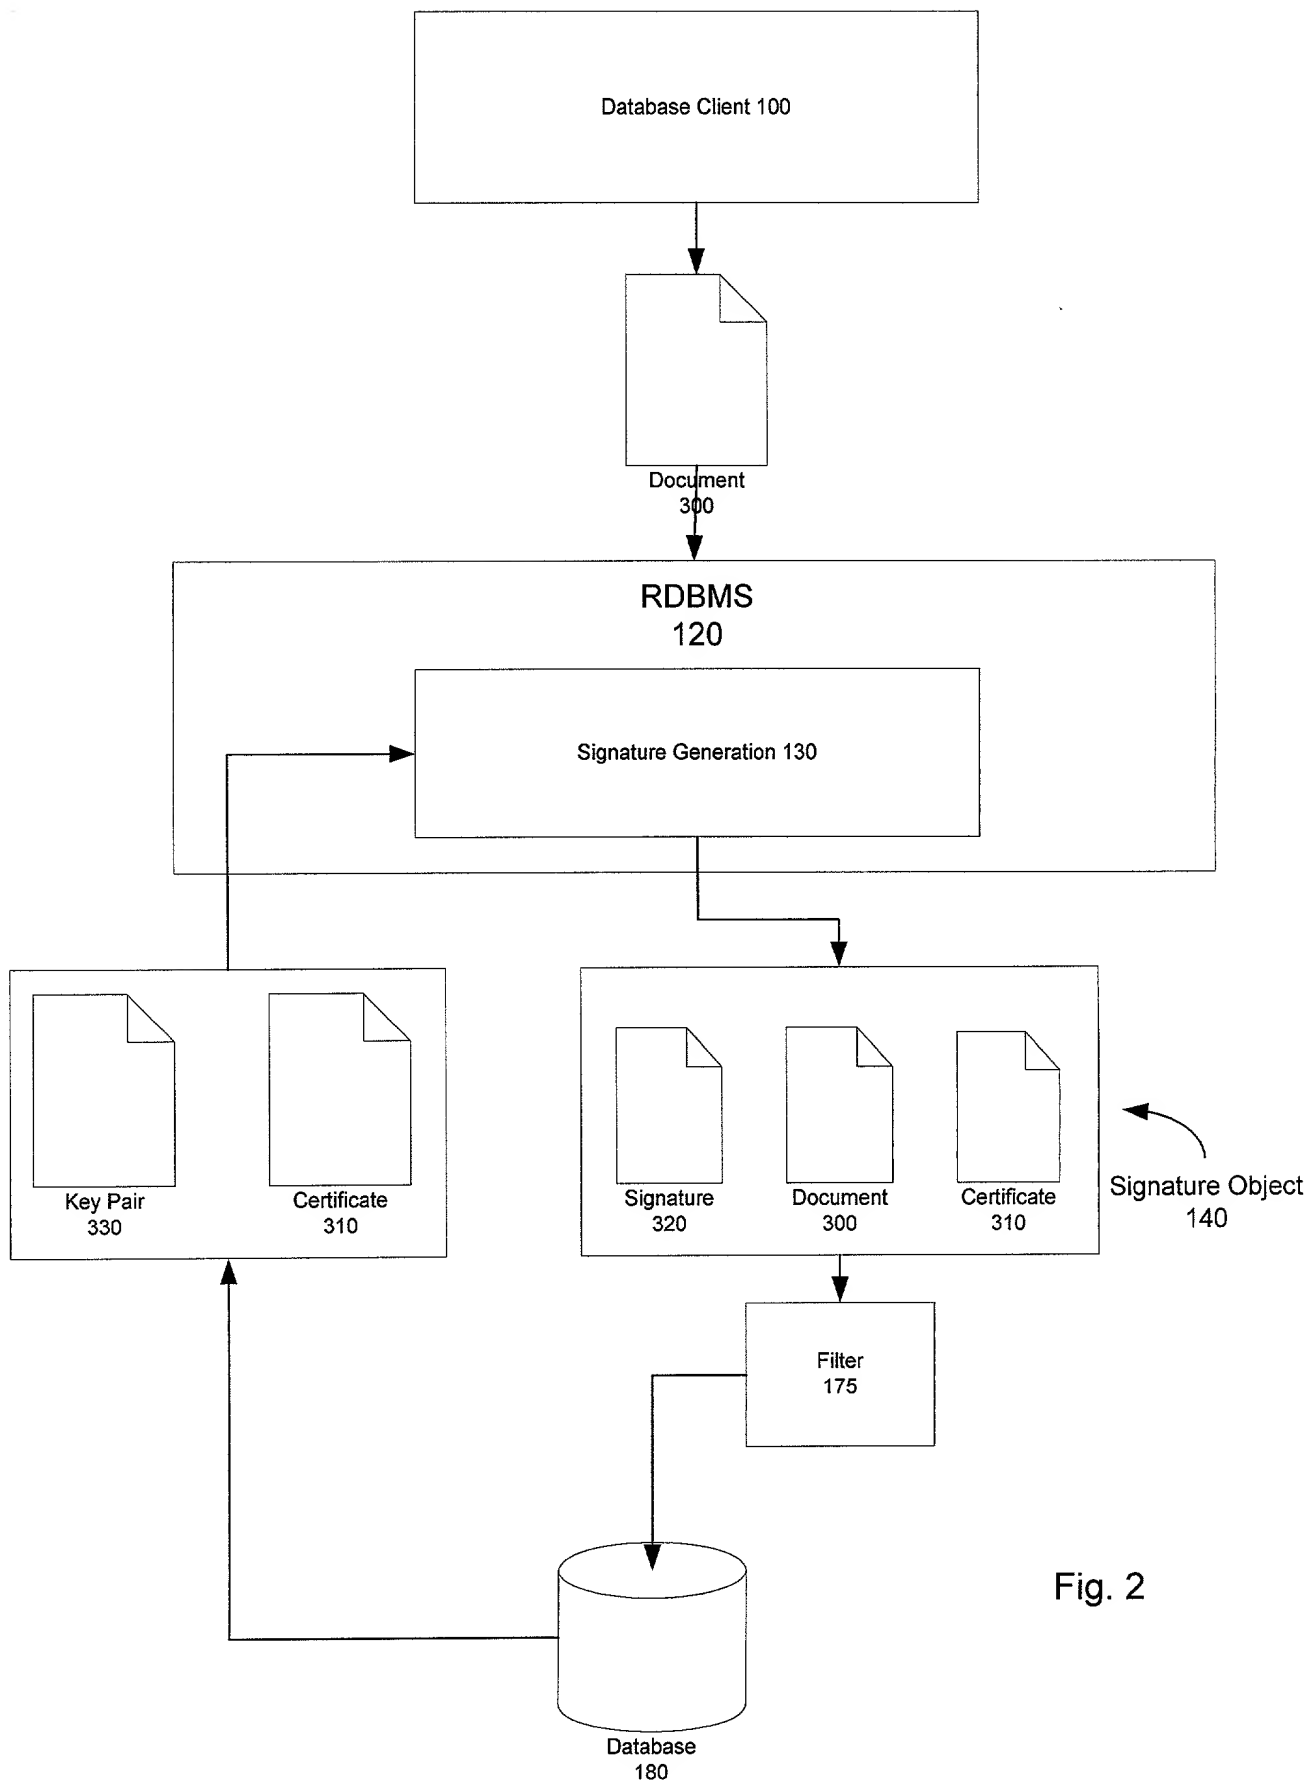 Database Client 100
Document
300
RDBMS
120
Signature Generation 130
Key Pair
330
Certificate
310
Signature
320
Document
300
Certificate
310
Signature Object
140
Filter
175
Fig. 2
Database
180